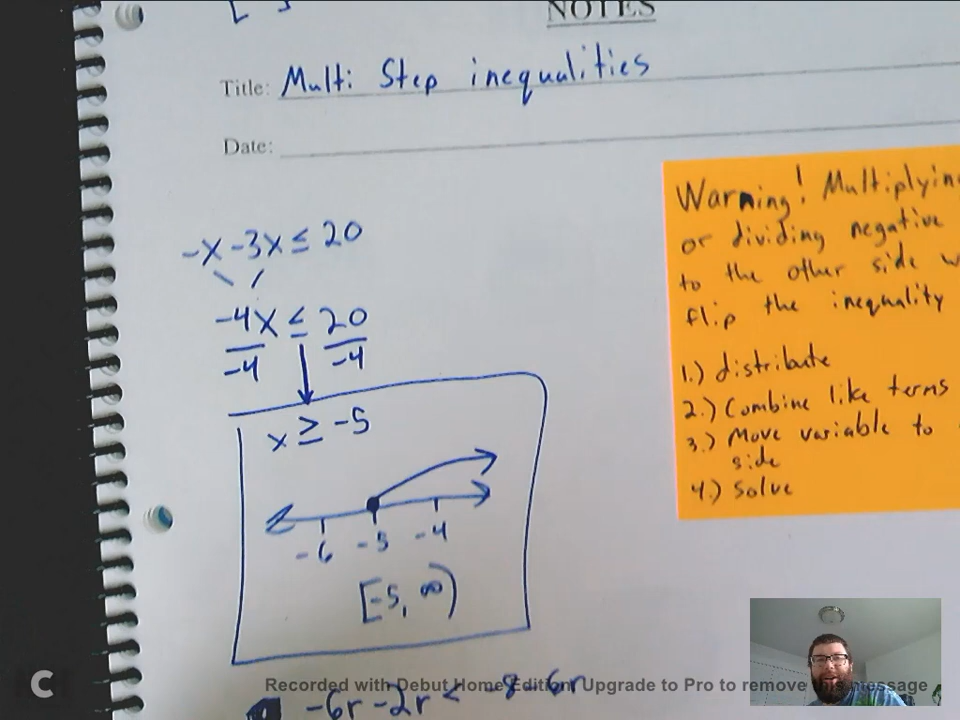 NOTES
Title: Multi Step inequalities
Date:
-x -3x ≤ 20
-4x ≤ 20
-4 -4
x ≥ -5
-6 -5 -4
[-5, ∞)
-6r -2r < -8 -6r
Warning! Multiplying
or dividing negative
to the other side
flip the inequality
1.) distribute
2.) Combine like terms
3.) Move variable to
side
4.) Solve
C
Recorded with Debut Home Edition. Upgrade to Pro to remove this message